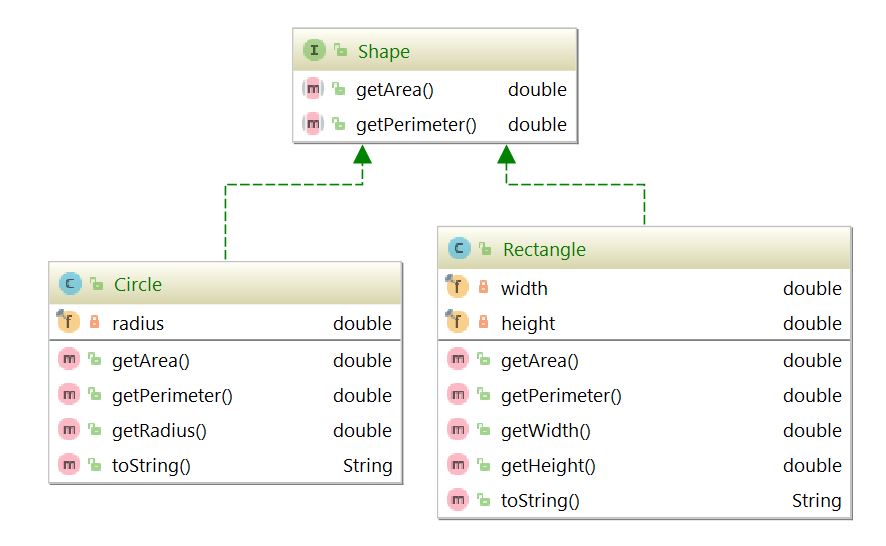 I Shape
m getArea() double
m getPerimeter() double
C Circle
f radius double
m getArea() double
m getPerimeter() double
m getRadius() double
m toString() String
C Rectangle
f width double
f height double
m getArea() double
m getPerimeter() double
m getWidth() double
m getHeight() double
m toString() String